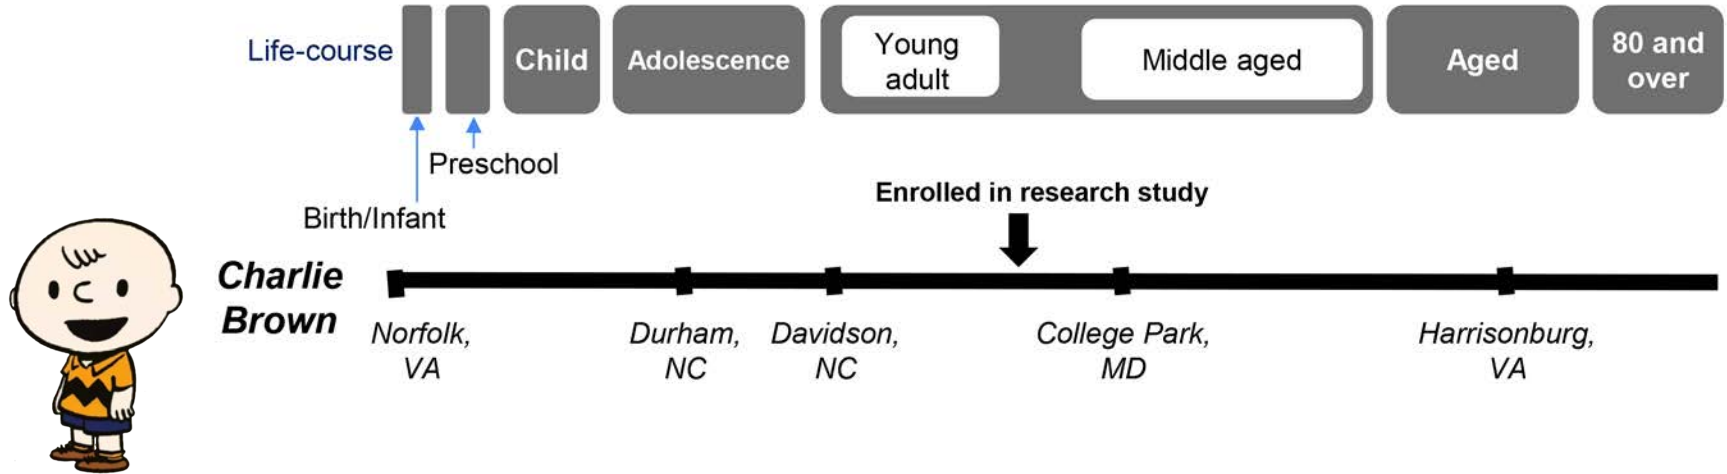 Life-course
Child
Adolescence
Young
adult
Middle aged
Aged
80 and
over
Preschool
Birth/Infant
Enrolled in research study
Charlie
Brown
Norfolk,
VA
Durham,
NC
Davidson,
NC
College Park,
MD
Harrisonburg,
VA